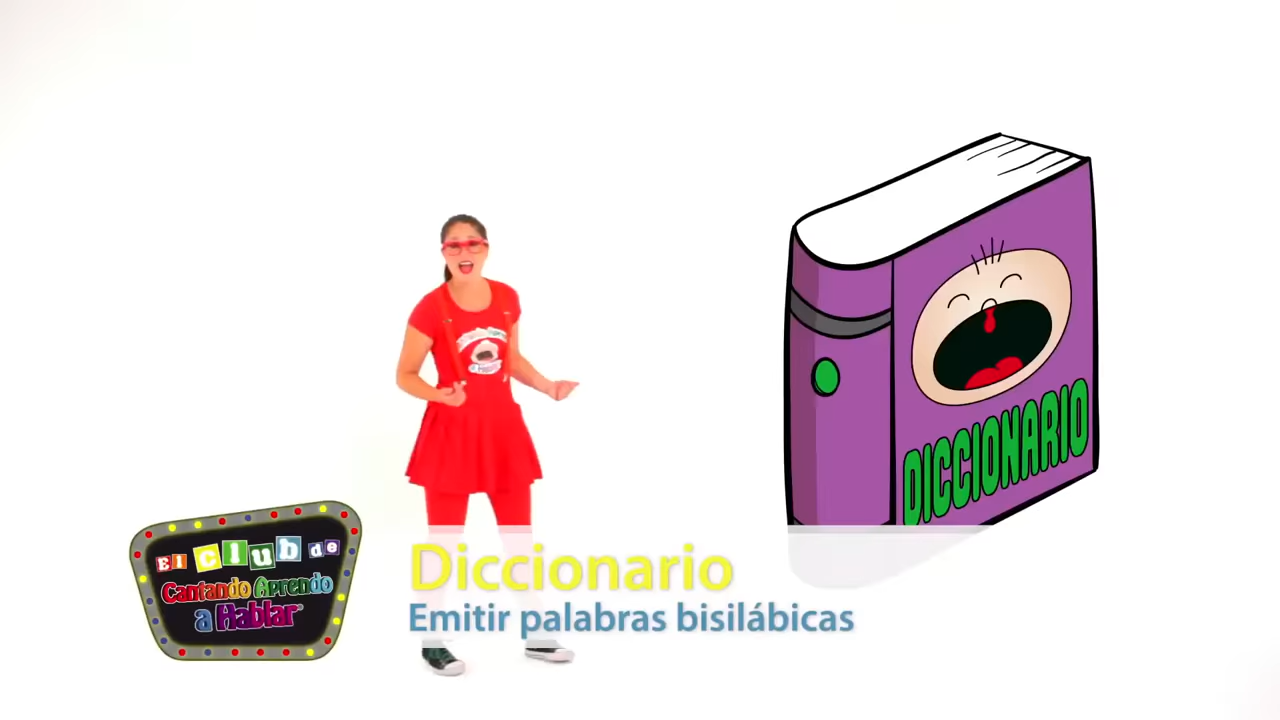 DICCIONARIO
El Club de
Cantando Aprendo
a Hablar
Diccionario
Emitir palabras bisilábicas